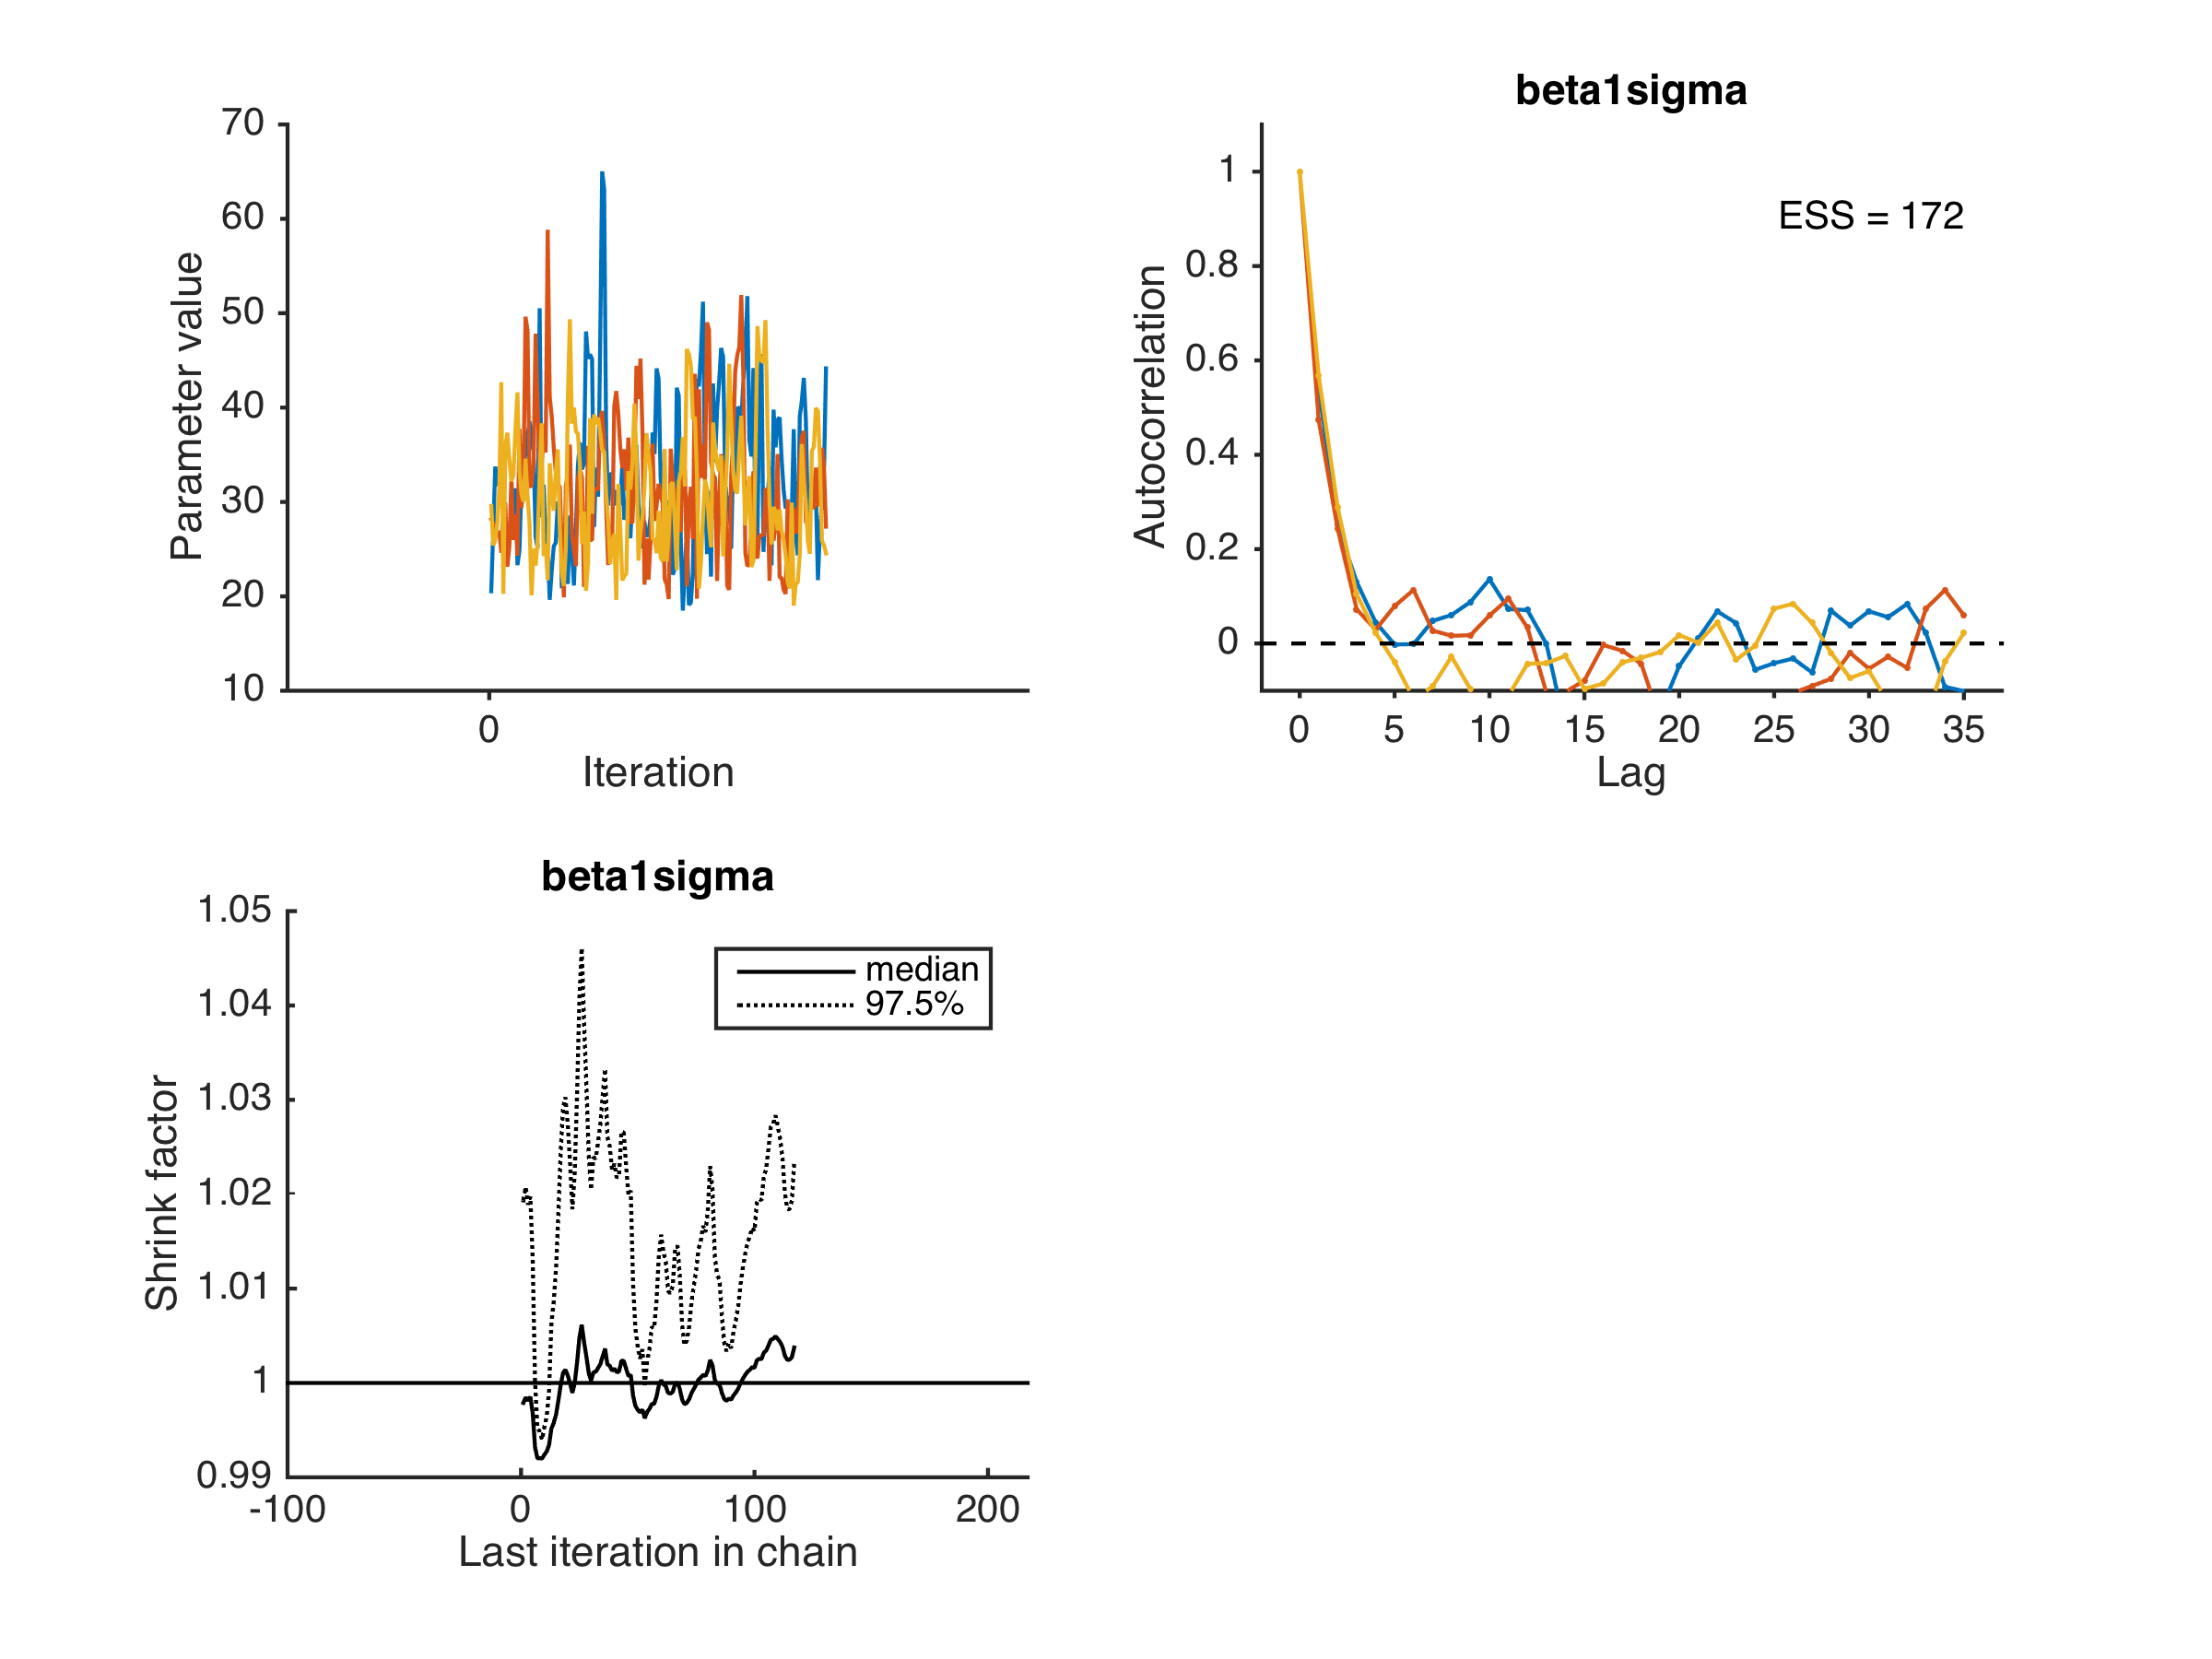 70
60
50
40
30
20
10
Parameter value
0
Iteration
beta1sigma
ESS = 172
1
0.8
0.6
0.4
0.2
0
Autocorrelation
0 5 10 15 20 25 30 35
Lag
beta1sigma
median
97.5%
1.05
1.04
1.03
1.02
1.01
1
0.99
Shrink factor
-100 0 100 200
Last iteration in chain